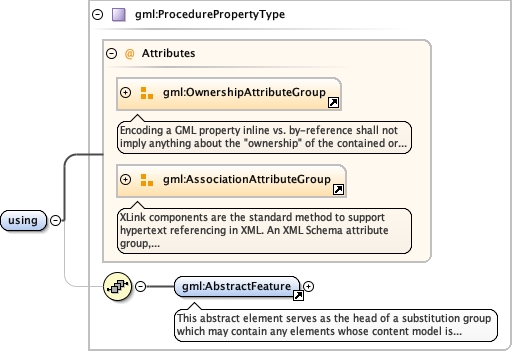 gml:ProcedurePropertyType
@ Attributes
gml:OwnershipAttributeGroup
Encoding a GML property inline vs. by-reference shall not
imply anything about the "ownership" of the contained or...
gml:AssociationAttributeGroup
XLink components are the standard method to support
hypertext referencing in XML. An XML Schema attribute
group,...
using
gml:AbstractFeature
This abstract element serves as the head of a substitution group
which may contain any elements whose content model is...